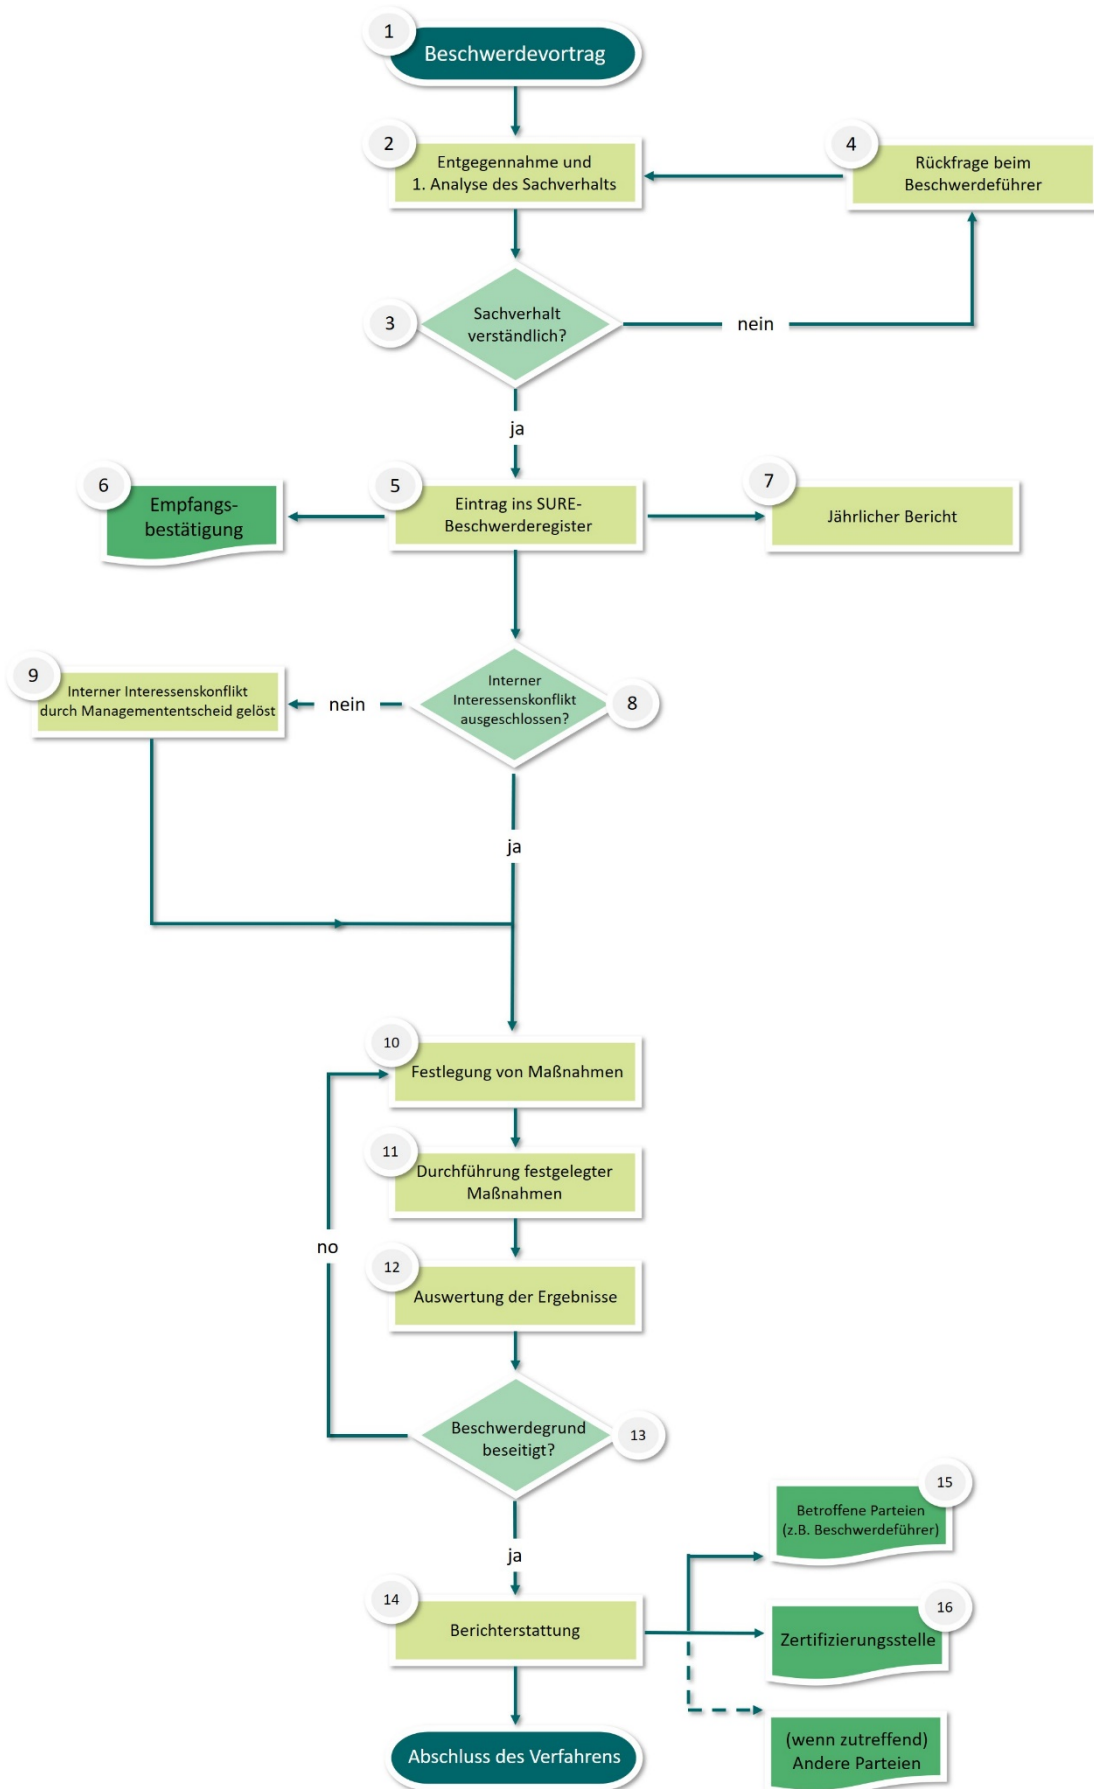 1
Beschwerdevortrag
2
Entgegennahme und
1. Analyse des Sachverhalts
4
Rückfrage beim
Beschwerdeführer
3
Sachverhalt
verständlich?
nein
ja
6
Empfangs-
bestätigung
5
Eintrag ins SURE-
Beschwerderegister
7
Jährlicher Bericht
9
Interner Interessenskonflikt
durch Managemententscheid gelöst
nein
Interner
Interessenskonflikt
ausgeschlossen?
8
ja
10
Festlegung von Maßnahmen
11
Durchführung festgelegter
Maßnahmen
no
12
Auswertung der Ergebnisse
Beschwerdegrund
beseitigt?
13
ja
15
Betroffene Parteien
(z.B. Beschwerdeführer)
14
Berichterstattung
16
Zertifizierungsstelle
Abschluss des Verfahrens
(wenn zutreffend)
Andere Parteien